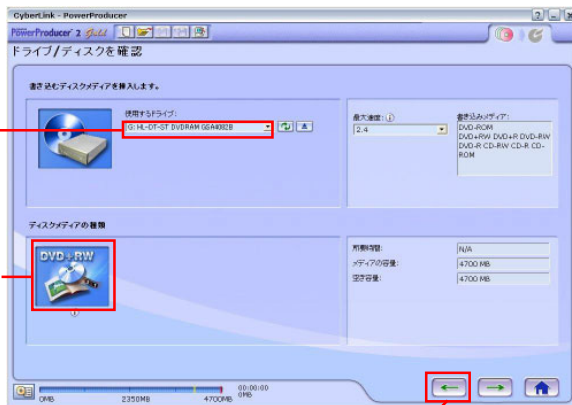 CyberLink - PowerProducer
PowerProducer 2 Gold
ドライブ/ディスクを確認
書き込むディスクメディアを挿入します。
使用するドライブ:
G: HL-DT-ST DVDRAM GSA4082B
最大速度:
2.4
書き込みメディア:
DVD-ROM
DVD+RW DVD+R DVD-RW
DVD-R CD-RW CD-R CD-
ROM
ディスクメディアの種類
DVD+RW
所要時間:
N/A
メディアの容量:
4700 MB
空き容量:
4700 MB
00:00:00
0MB
0MB
2350MB
4700MB